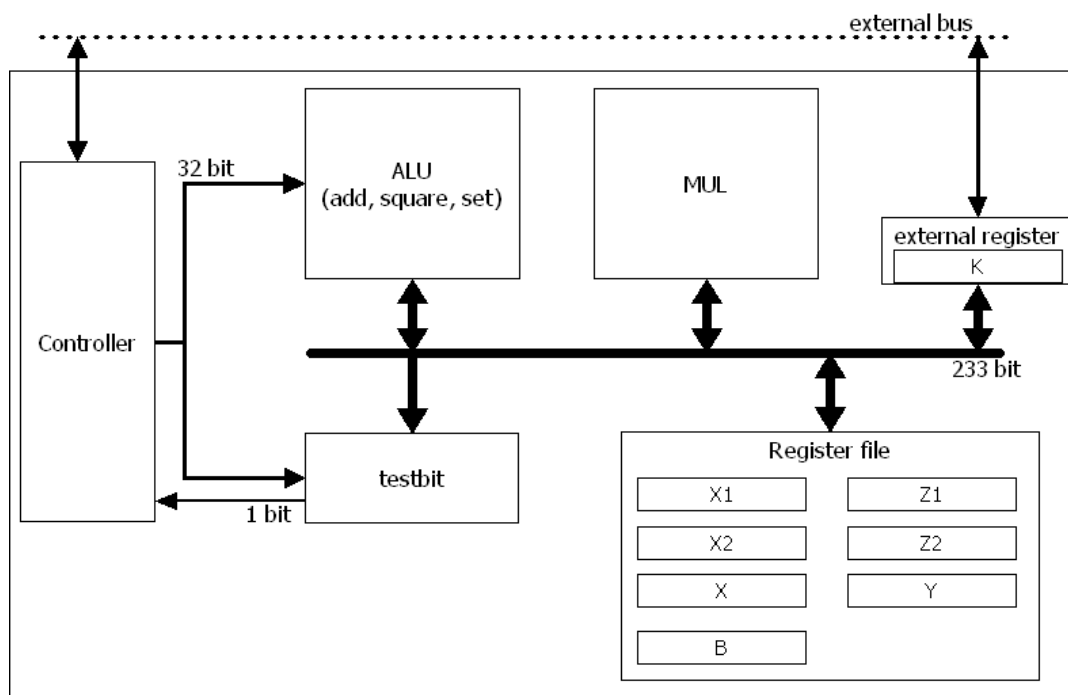 external bus
32 bit
ALU
(add, square, set)
MUL
external register
K
Controller
233 bit
testbit
1 bit
Register file
X1
Z1
X2
Z2
X
Y
B